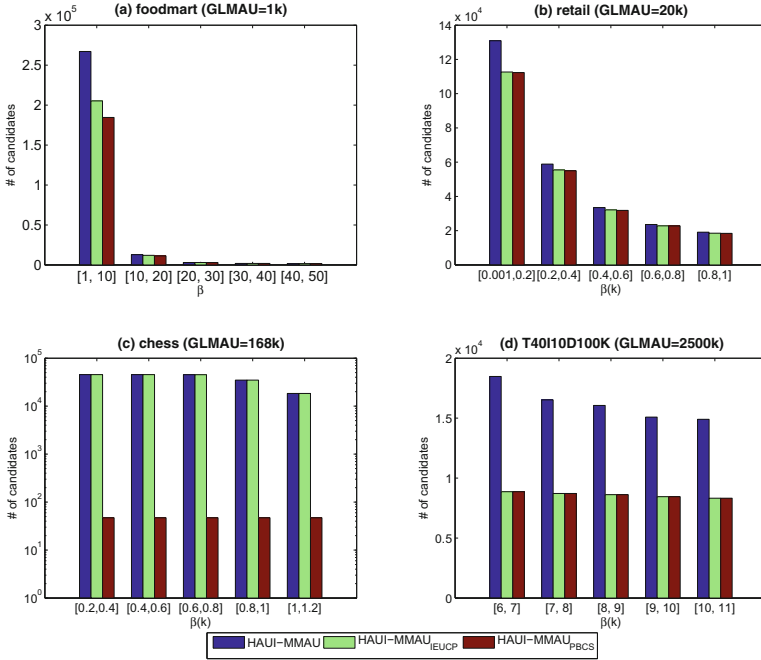 (a) foodmart (GLMAU=1k)
x 10^5
# of candidates
3
2.5
2
1.5
1
0.5
0
[1, 10] [10, 20] [20, 30] [30, 40] [40, 50]
β
(b) retail (GLMAU=20k)
x 10^4
# of candidates
14
12
10
8
6
4
2
0
[0.001,0.2] [0.2,0.4] [0.4,0.6] [0.6,0.8] [0.8,1]
β(k)
(c) chess (GLMAU=168k)
# of candidates
10^5
10^4
10^3
10^2
10^1
10^0
[0.2,0.4] [0.4,0.6] [0.6,0.8] [0.8,1] [1,1.2]
β(k)
(d) T40I10D100K (GLMAU=2500k)
x 10^4
# of candidates
2
1.5
1
0.5
0
[6, 7] [7, 8] [8, 9] [9, 10] [10, 11]
β(k)
HAUI-MMAU HAUI-MMAU_IEUCP HAUI-MMAU_PBCS